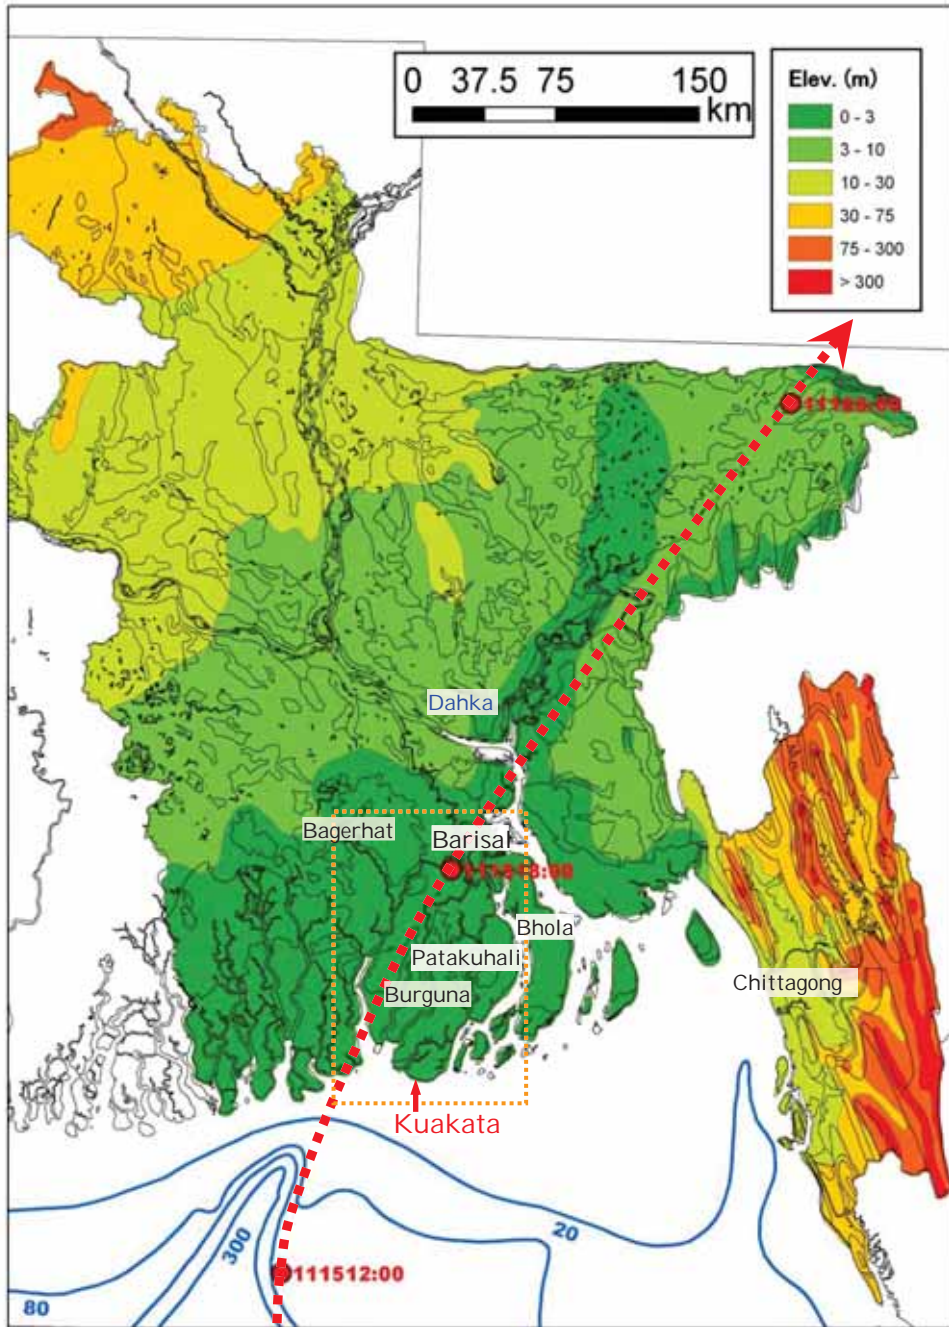 0 37.5 75 150
km
Elev. (m)
0 - 3
3 - 10
10 - 30
30 - 75
75 - 300
> 300
Dahka
Bagerhat
Barisal
Bhola
Patakuhali
Burguna
Chittagong
Kuakata
300
20
111512:00
80